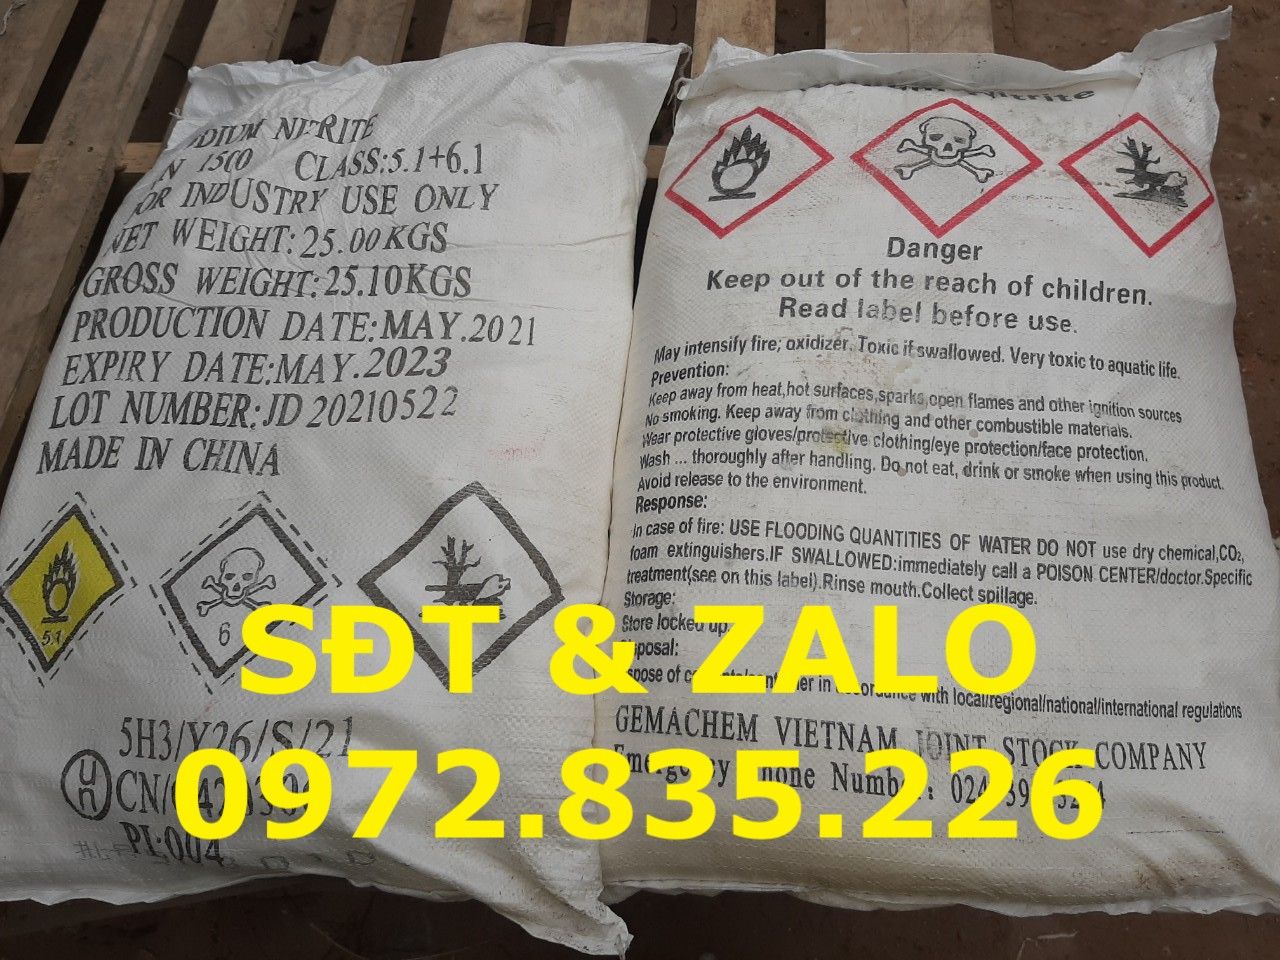 NITRITE
1500 CLASS:5.1+6.1
INDUSTRY USE ONLY
NET WEIGHT: 25.00KGS
GROSS WEIGHT: 25.10KGS
PRODUCTION DATE: MAY.2021
EXPIRY DATE:MAY.2023
LOT NUMBER: JD 20210522
MADE IN CHINA
5.1
6
5H3/Y26/S/21
PI:004
Danger
Keep out of the reach of children.
Read label before use.
May intensify fire; oxidizer. Toxic if swallowed. Very toxic to aquatic life.
Prevention:
Keep away from heat,hot surfaces,sparks,open flames and other ignition sources
No smoking. Keep away from clothing and other combustible materials.
Wear protective gloves/protective clothing/eye protection/face protection.
Wash ... thoroughly after handling. Do not eat, drink or smoke when using this product.
Avoid release to the environment.
Response:
In case of fire: USE FLOODING QUANTITIES OF WATER DO NOT use dry chemical,CO₂,
foam extinguishers.IF SWALLOWED:immediately call a POISON CENTER/doctor.Specific
treatment(see on this label).Rinse mouth.Collect spillage.
Storage:
Store locked up
in accordance with local/regional/national/international regulations
GEMACHEM VIETNAM JOINT STOCK COMPANY
Phone Number:
SĐT & ZALO
0972.835.226